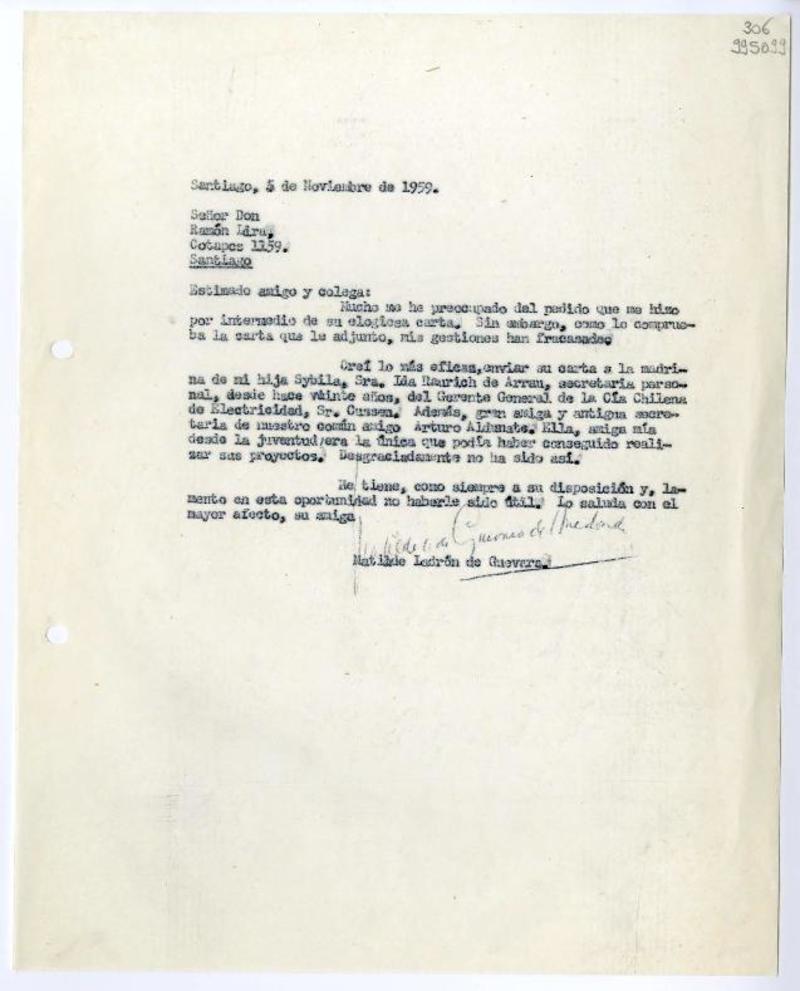 306
995099
Santiago, 5 de Noviembre de 1959.
Señor Don
Ramón Lira,
Cotapos 1159.
Santiago
Estimado amigo y colega:
Mucho me he preocupado del pedido que me hizo
por intermedio de su elogiosa carta. Sin embargo, como lo comprue-
ba la carta que le adjunto, mis gestiones han fracasado.
Creí lo más eficaz, enviar su carta a la madri-
na de mi hija Sybila, Sra. Ida Raurich de Arrau, secretaria perso-
nal, desde hace veinte años, del Gerente General de la Cía Chilena
de Electricidad, Sr. Cussen. Además, gran amiga y antigua secre-
taria de nuestro común amigo Arturo Aldunate. Ella, amiga mía
desde la juventud, era la única que podía haber conseguido reali-
zar sus proyectos. Desgraciadamente no ha sido así.
Me tiene, como siempre a su disposición y, la-
mento en esta oportunidad no haberle sido útil. Lo saluda con el
mayor afecto, su amiga
Matilde Ladrón de Guevara.